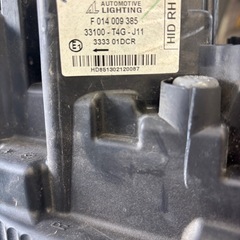 AUTOMOTIVE
LIGHTING
F 014 009 385
33100 - T4G - J11
3333 01DCR
E
HD851302120087
HID RH